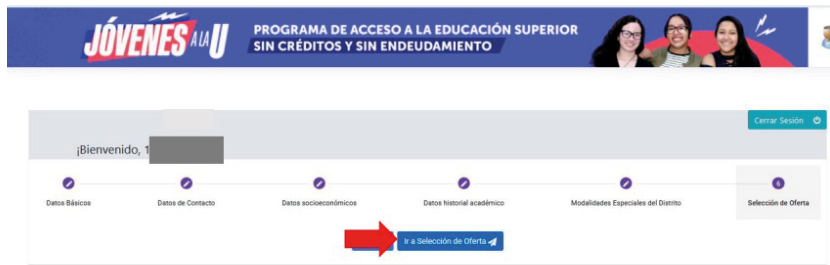 JÓVENES A LA U
PROGRAMA DE ACCESO A LA EDUCACIÓN SUPERIOR
SIN CRÉDITOS Y SIN ENDEUDAMIENTO
Cerrar Sesión
¡Bienvenido, 1
Datos Básicos
Datos de Contacto
Datos socioeconómicos
Datos historial académico
Modalidades Especiales del Distrito
6
Selección de Oferta
Ir a Selección de Oferta